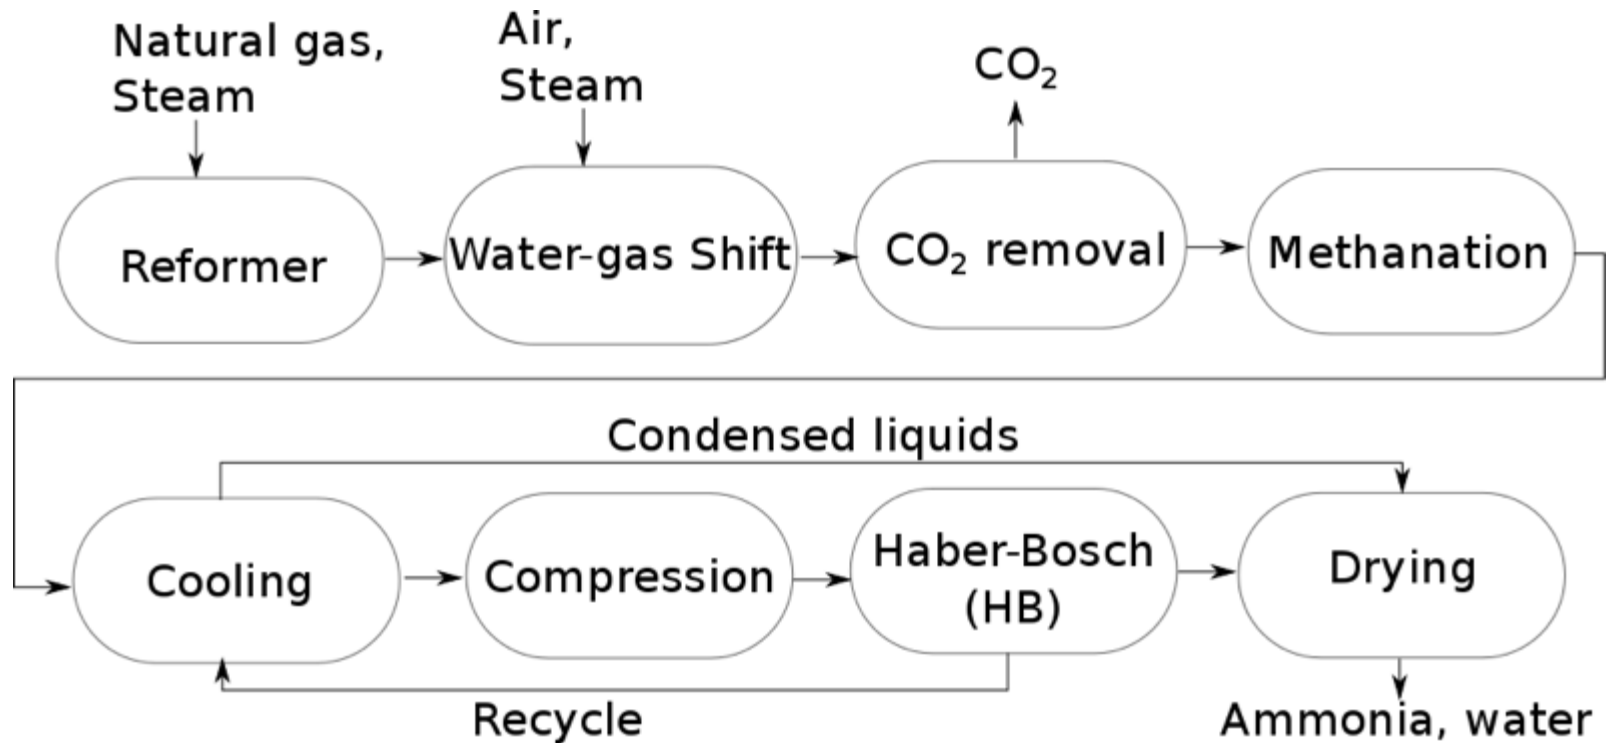 Natural gas,
Steam
Air,
Steam
CO₂
Reformer
Water-gas Shift
CO₂ removal
Methanation
Condensed liquids
Cooling
Compression
Haber-Bosch
(HB)
Drying
Recycle
Ammonia, water